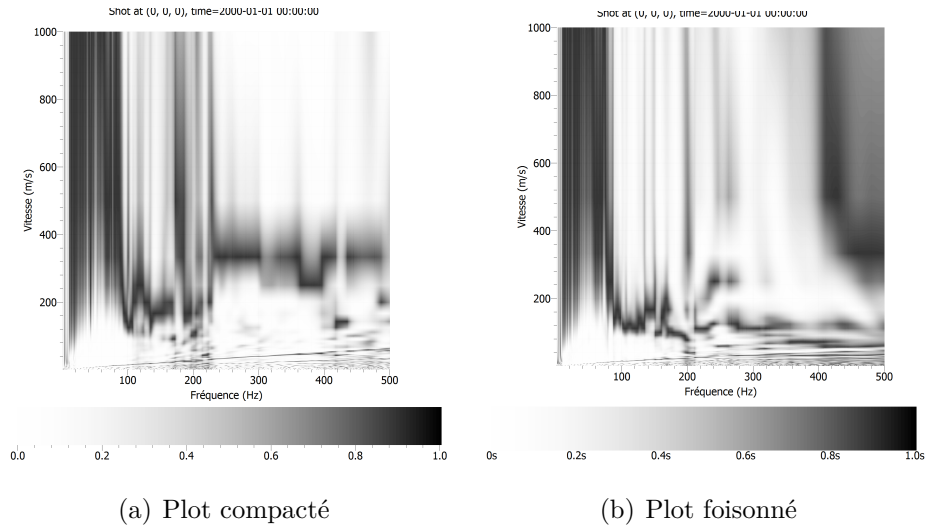 Shot at (0, 0, 0), time=2000-01-01 00:00:00
1000
800
600
400
200
Vitesse (m/s)
100 200 300 400 500
Fréquence (Hz)
0.0 0.2 0.4 0.6 0.8 1.0
(a) Plot compacté
Shot at (0, 0, 0), time=2000-01-01 00:00:00
1000
800
600
400
200
Vitesse (m/s)
100 200 300 400 500
Fréquence (Hz)
0s 0.2s 0.4s 0.6s 0.8s 1.0s
(b) Plot foisonné